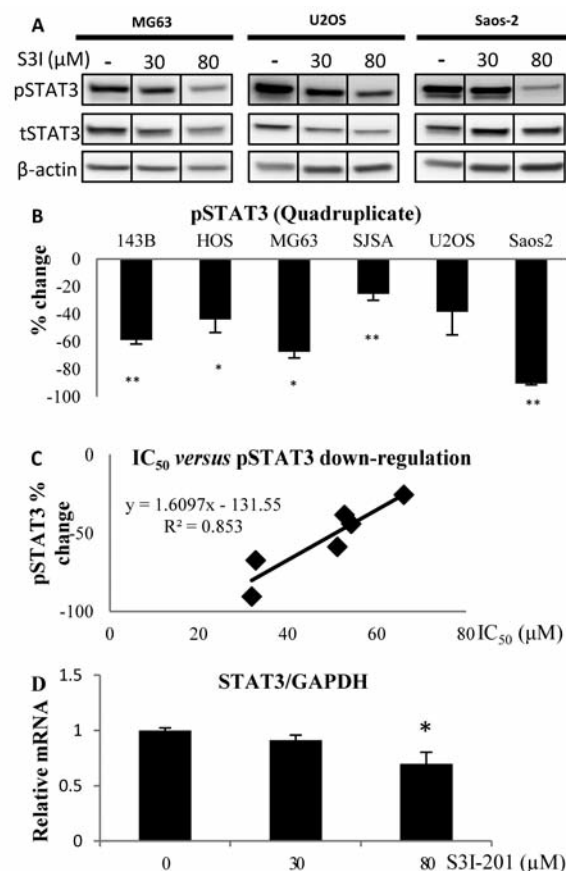 A
MG63 U2OS Saos-2
S3I (μM) - 30 80 - 30 80 - 30 80
pSTAT3
tSTAT3
β-actin
B pSTAT3 (Quadruplicate)
143B HOS MG63 SJSA U2OS Saos2
% change
0
-20
-40
-60
-80
-100
** * * ** **
C IC50 versus pSTAT3 down-regulation
y = 1.6097x - 131.55
R² = 0.853
pSTAT3 %
change
0
-50
-100
0 20 40 60 80 IC50 (μM)
D STAT3/GAPDH
Relative mRNA
1.5
1
0.5
0
*
0 30 80 S3I-201 (μM)